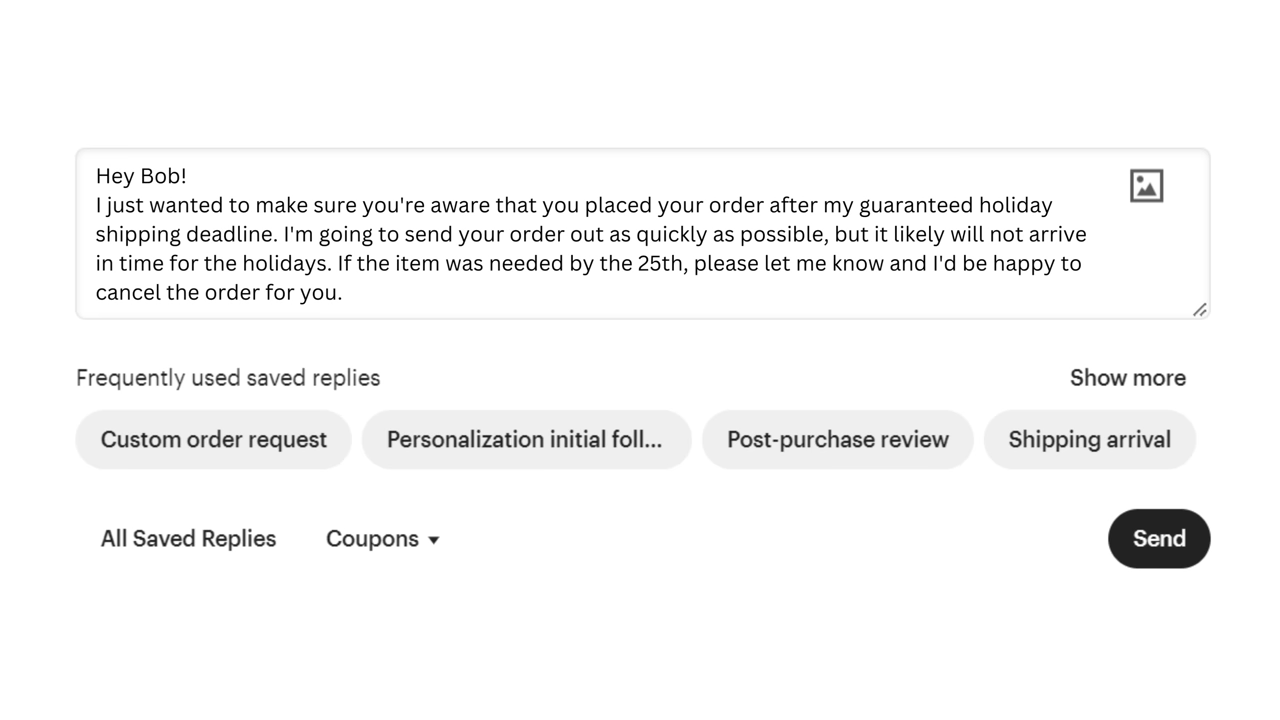 Hey Bob!
I just wanted to make sure you're aware that you placed your order after my guaranteed holiday
shipping deadline. I'm going to send your order out as quickly as possible, but it likely will not arrive
in time for the holidays. If the item was needed by the 25th, please let me know and I'd be happy to
cancel the order for you.
Frequently used saved replies
Show more
Custom order request
Personalization initial foll...
Post-purchase review
Shipping arrival
All Saved Replies
Coupons
Send